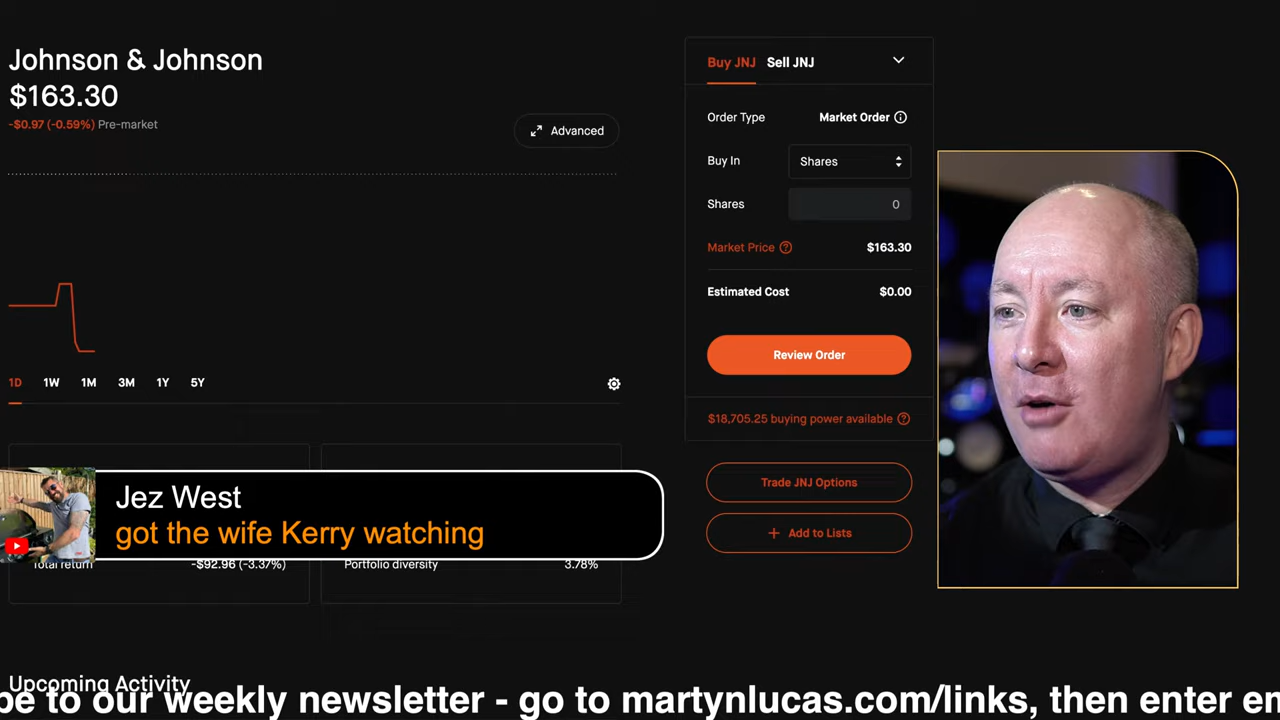 Johnson & Johnson
$163.30
-$0.97 (-0.59%) Pre-market
Advanced
1D 1W 1M 3M 1Y 5Y
Buy JNJ Sell JNJ
Order Type Market Order
Buy In Shares
Shares 0
Market Price $163.30
Estimated Cost $0.00
Review Order
$18,705.25 buying power available
Trade JNJ Options
+ Add to Lists
Jez West
got the wife Kerry watching
Total return -$92.96 (-3.37%)
Portfolio diversity 3.78%
Upcoming Activity
to our weekly newsletter - go to martynlucas.com/links, then enter